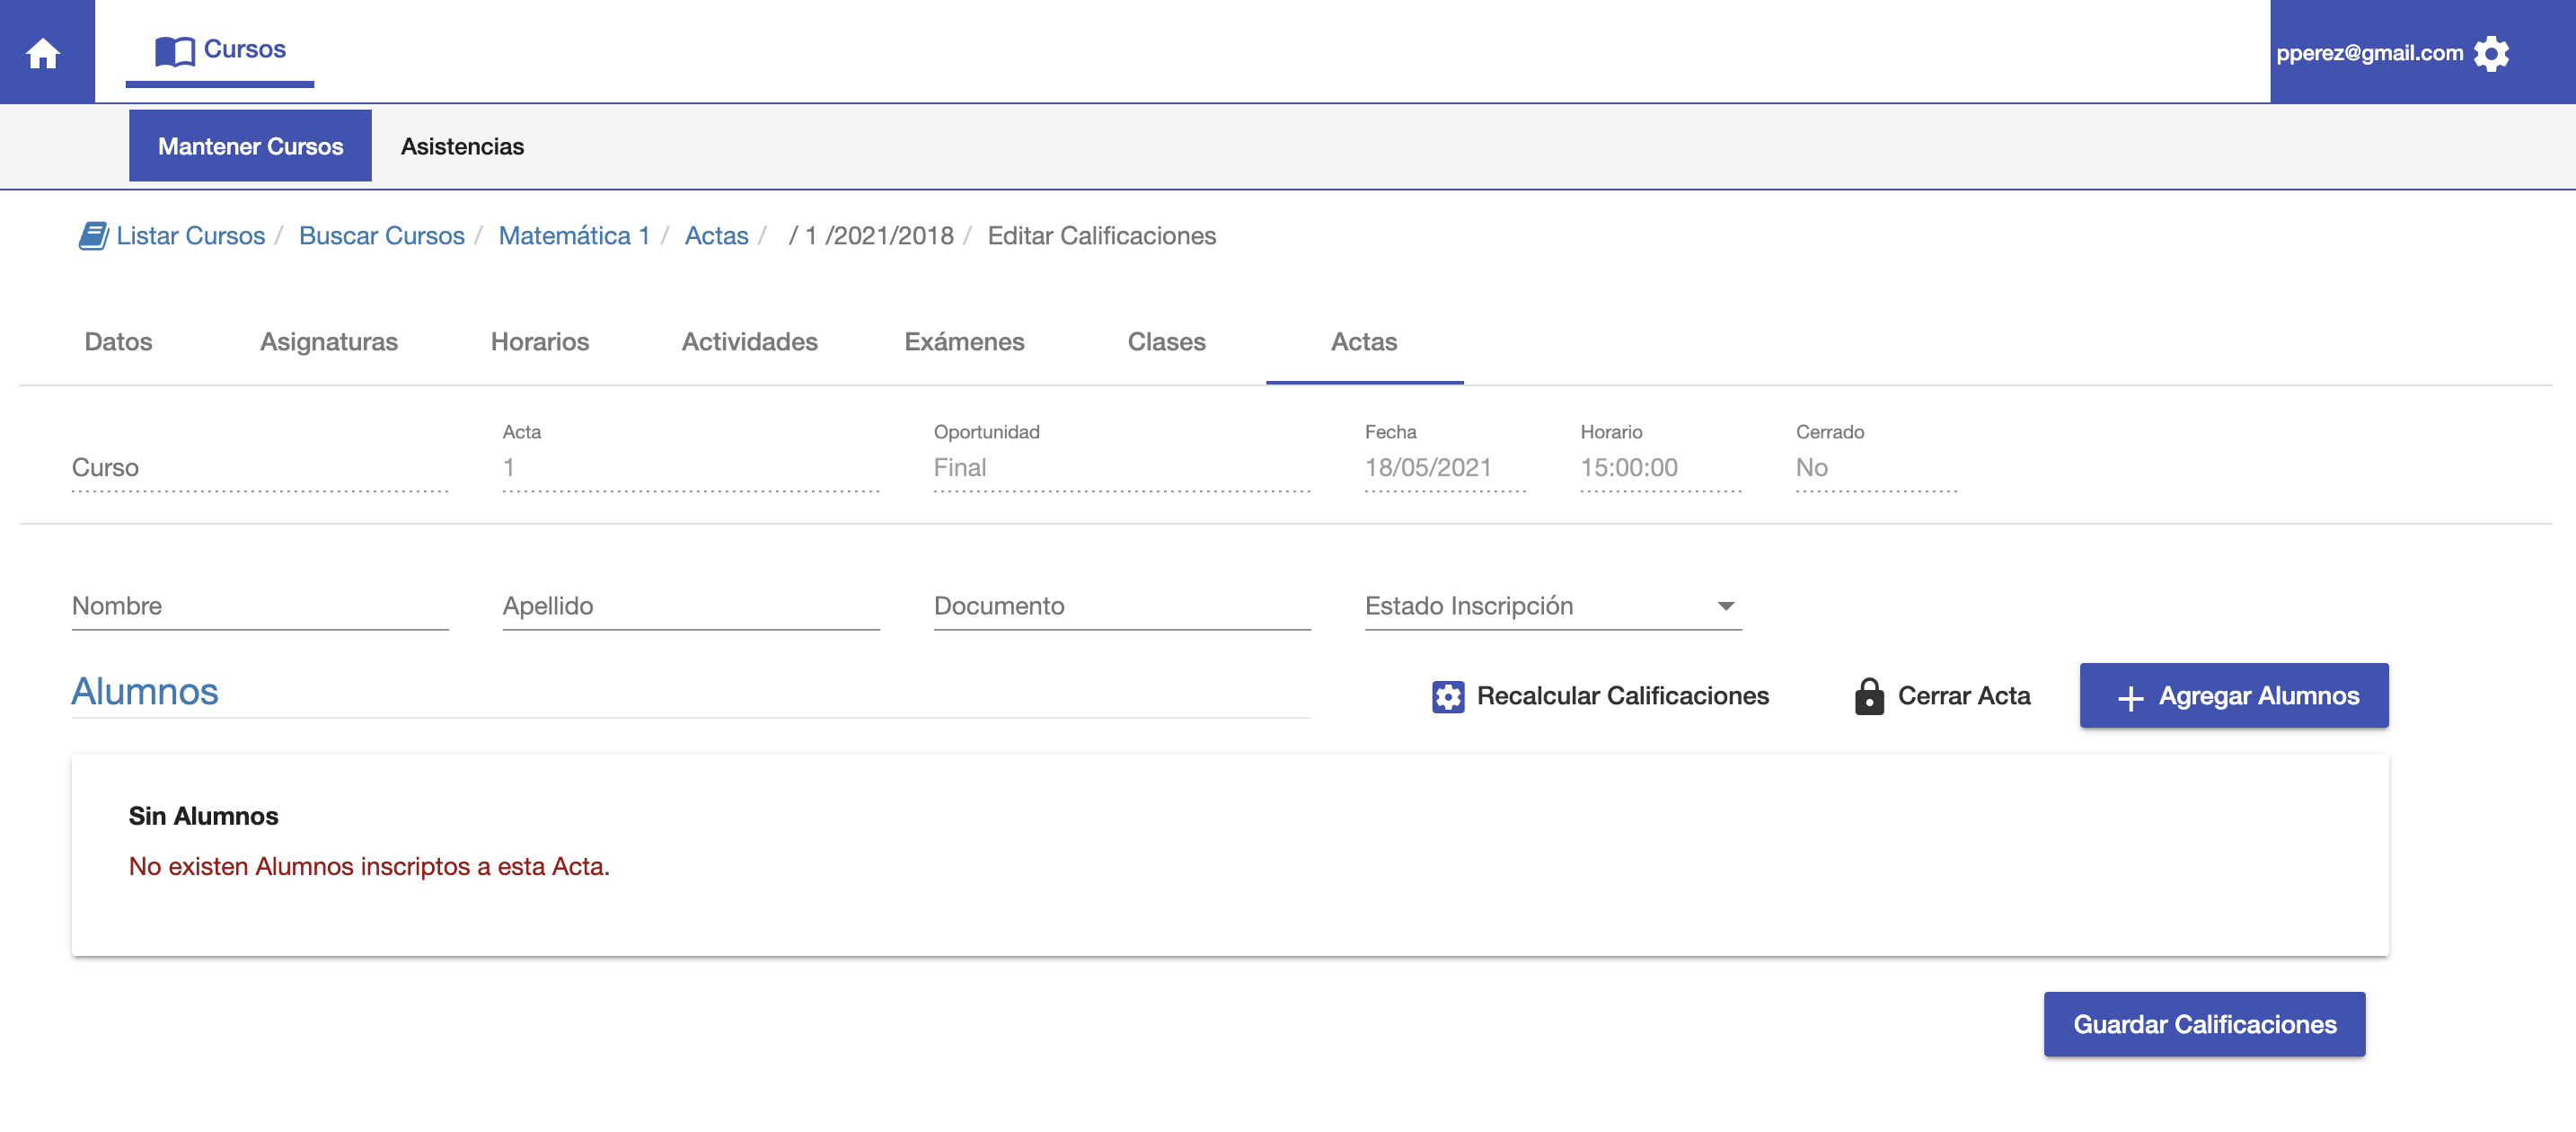 Cursos
pperez@gmail.com
Mantener Cursos Asistencias
Listar Cursos / Buscar Cursos / Matemática 1 / Actas / / 1 /2021/2018 / Editar Calificaciones
Datos Asignaturas Horarios Actividades Exámenes Clases Actas
Acta Oportunidad Fecha Horario Cerrado
Curso 1 Final 18/05/2021 15:00:00 No
Nombre Apellido Documento Estado Inscripción
Alumnos Recalcular Calificaciones Cerrar Acta Agregar Alumnos
Sin Alumnos
No existen Alumnos inscriptos a esta Acta.
Guardar Calificaciones